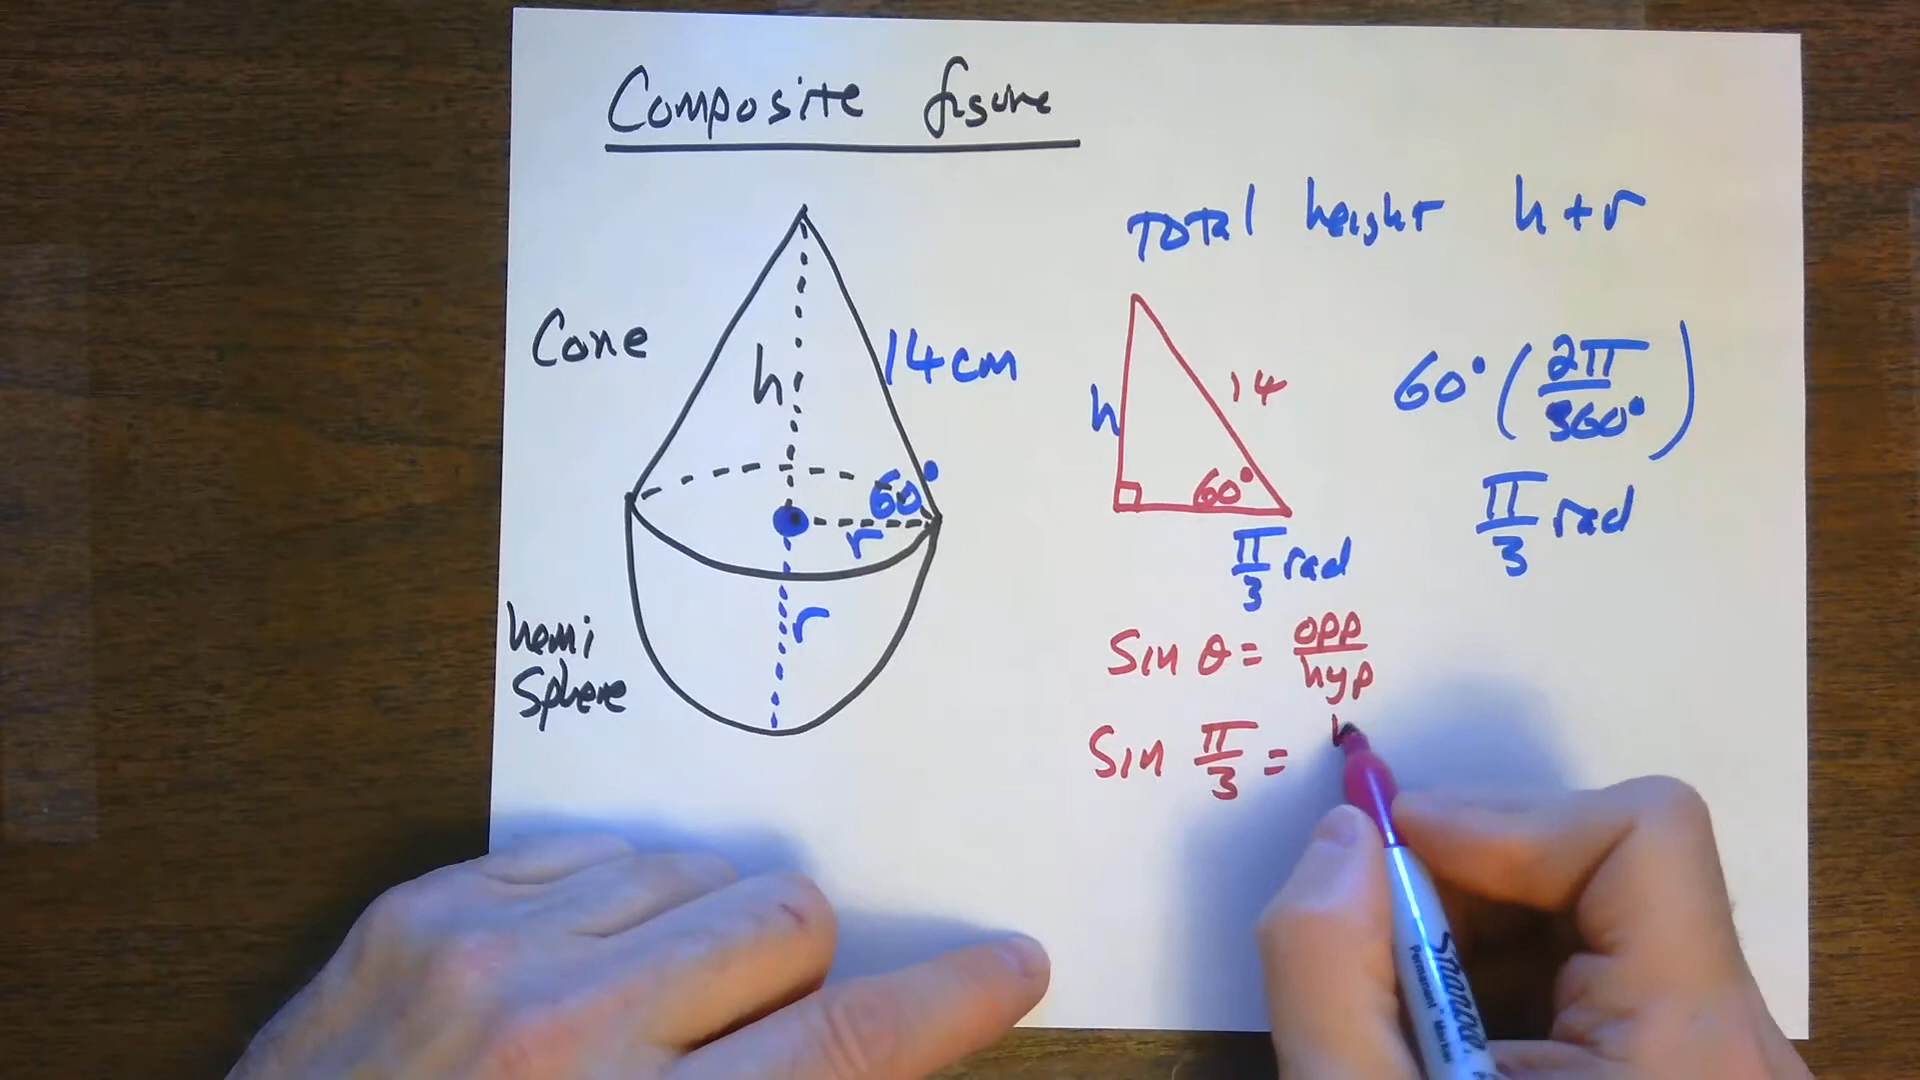 Composite figure
Total height h+r
Cone
h
14cm
60°
r
r
hemi
Sphere
h
14
60°
π/3 rad
60° (2π/360°)
π/3 rad
Sin θ = opp/hyp
Sin π/3 = h
Sharpie
Permanent Marker